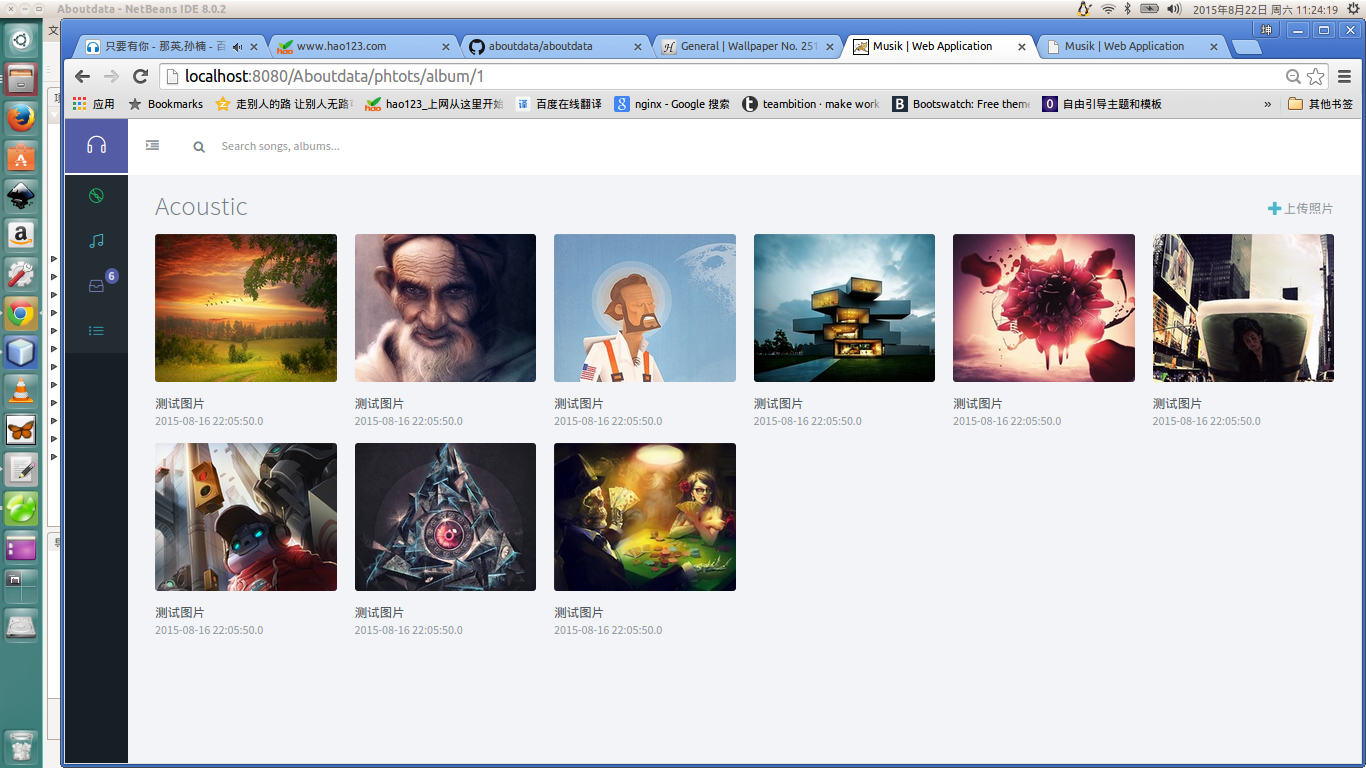 Aboutdata - NetBeans IDE 8.0.2
2015年8月22日 周六 11:24:19
文
坤
只要有你 - 那英,孙楠 - 百
www.hao123.com
aboutdata/aboutdata
General | Wallpaper No. 251
Musik | Web Application
Musik | Web Application
localhost:8080/Aboutdata/phtots/album/1
应用
Bookmarks
走别人的路 让别人无路可
hao123_上网从这里开始
译 百度在线翻译
nginx - Google 搜索
teambition · make work
Bootswatch: Free theme
自由引导主题和模板
»
其他书签
Search songs, albums...
6
Acoustic
上传照片
测试图片
2015-08-16 22:05:50.0
测试图片
2015-08-16 22:05:50.0
测试图片
2015-08-16 22:05:50.0
测试图片
2015-08-16 22:05:50.0
测试图片
2015-08-16 22:05:50.0
测试图片
2015-08-16 22:05:50.0
测试图片
2015-08-16 22:05:50.0
测试图片
2015-08-16 22:05:50.0
测试图片
2015-08-16 22:05:50.0